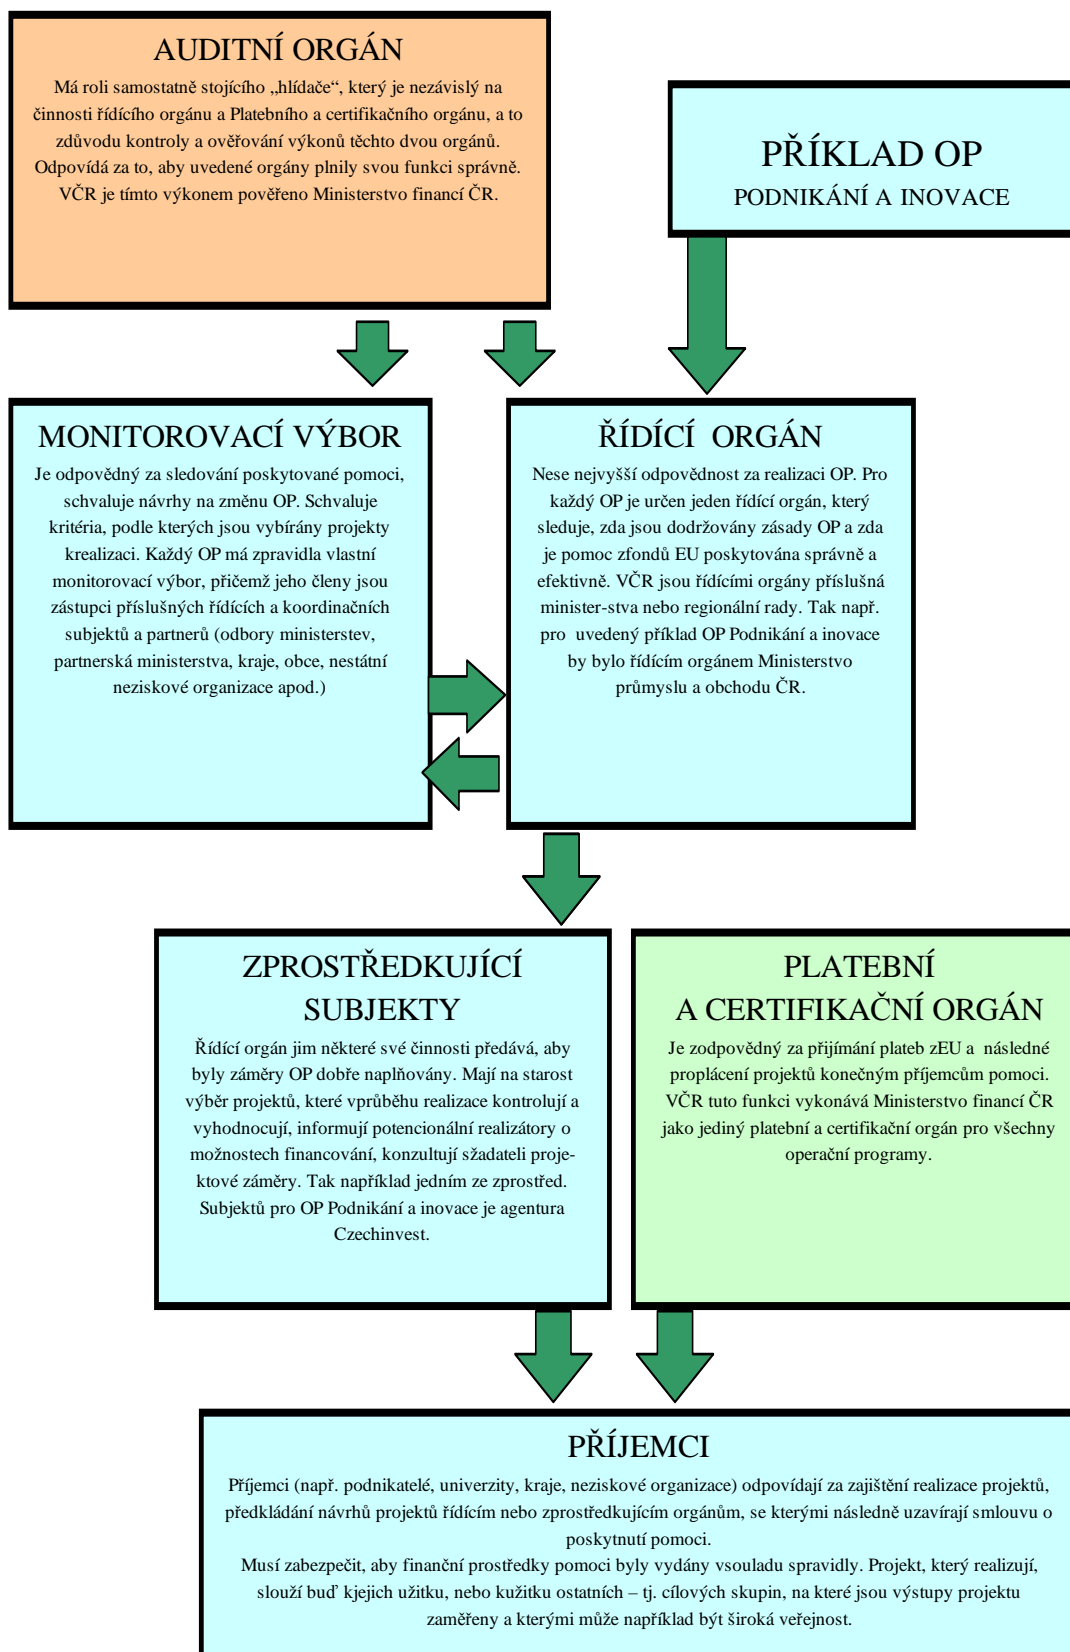 AUDITNÍ ORGÁN
Má roli samostatně stojícího „hlídače“, který je nezávislý na
činnosti řídícího orgánu a Platebního a certifikačního orgánu, a to
zdůvodu kontroly a ověřování výkonů těchto dvou orgánů.
Odpovídá za to, aby uvedené orgány plnily svou funkci správně.
VČR je tímto výkonem pověřeno Ministerstvo financí ČR.
PŘÍKLAD OP
PODNIKÁNÍ A INOVACE
MONITOROVACÍ VÝBOR
Je odpovědný za sledování poskytované pomoci,
schvaluje návrhy na změnu OP. Schvaluje
kritéria, podle kterých jsou vybírány projekty
krealizaci. Každý OP má zpravidla vlastní
monitorovací výbor, přičemž jeho členy jsou
zástupci příslušných řídících a koordinačních
subjektů a partnerů (odbory ministerstev,
partnerská ministerstva, kraje, obce, nestátní
neziskové organizace apod.)
ŘÍDÍCÍ  ORGÁN
Nese nejvyšší odpovědnost za realizaci OP. Pro
každý OP je určen jeden řídící orgán, který
sleduje, zda jsou dodržovány zásady OP a zda
je pomoc zfondů EU poskytována správně a
efektivně. VČR jsou řídícími orgány příslušná
minister-stva nebo regionální rady. Tak např.
pro  uvedený příklad OP Podnikání a inovace
by bylo řídícím orgánem Ministerstvo
průmyslu a obchodu ČR.
ZPROSTŘEDKUJÍCÍ
SUBJEKTY
Řídící orgán jim některé své činnosti předává, aby
byly záměry OP dobře naplňovány. Mají na starost
výběr projektů, které vprůběhu realizace kontrolují a
vyhodnocují, informují potencionální realizátory o
možnostech financování, konzultují sžadateli proje-
ktové záměry. Tak například jedním ze zprostřed.
Subjektů pro OP Podnikání a inovace je agentura
Czechinvest.
PLATEBNÍ
A CERTIFIKAČNÍ ORGÁN
Je zodpovědný za přijímání plateb zEU a  následné
proplácení projektů konečným příjemcům pomoci.
VČR tuto funkci vykonává Ministerstvo financí ČR
jako jediný platební a certifikační orgán pro všechny
operační programy.
PŘÍJEMCI
Příjemci (např. podnikatelé, univerzity, kraje, neziskové organizace) odpovídají za zajištění realizace projektů,
předkládání návrhů projektů řídícím nebo zprostředkujícím orgánům, se kterými následně uzavírají smlouvu o
poskytnutí pomoci.
Musí zabezpečit, aby finanční prostředky pomoci byly vydány vsouladu spravidly. Projekt, který realizují,
slouží buď kjejich užitku, nebo kužitku ostatních – tj. cílových skupin, na které jsou výstupy projektu
zaměřeny a kterými může například být široká veřejnost.